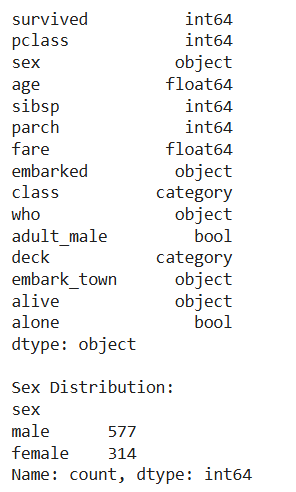 survived          int64
pclass            int64
sex              object
age             float64
sibsp             int64
parch             int64
fare            float64
embarked         object
class          category
who              object
adult_male         bool
deck           category
embark_town      object
alive            object
alone              bool
dtype: object

Sex Distribution:
sex
male      577
female    314
Name: count, dtype: int64